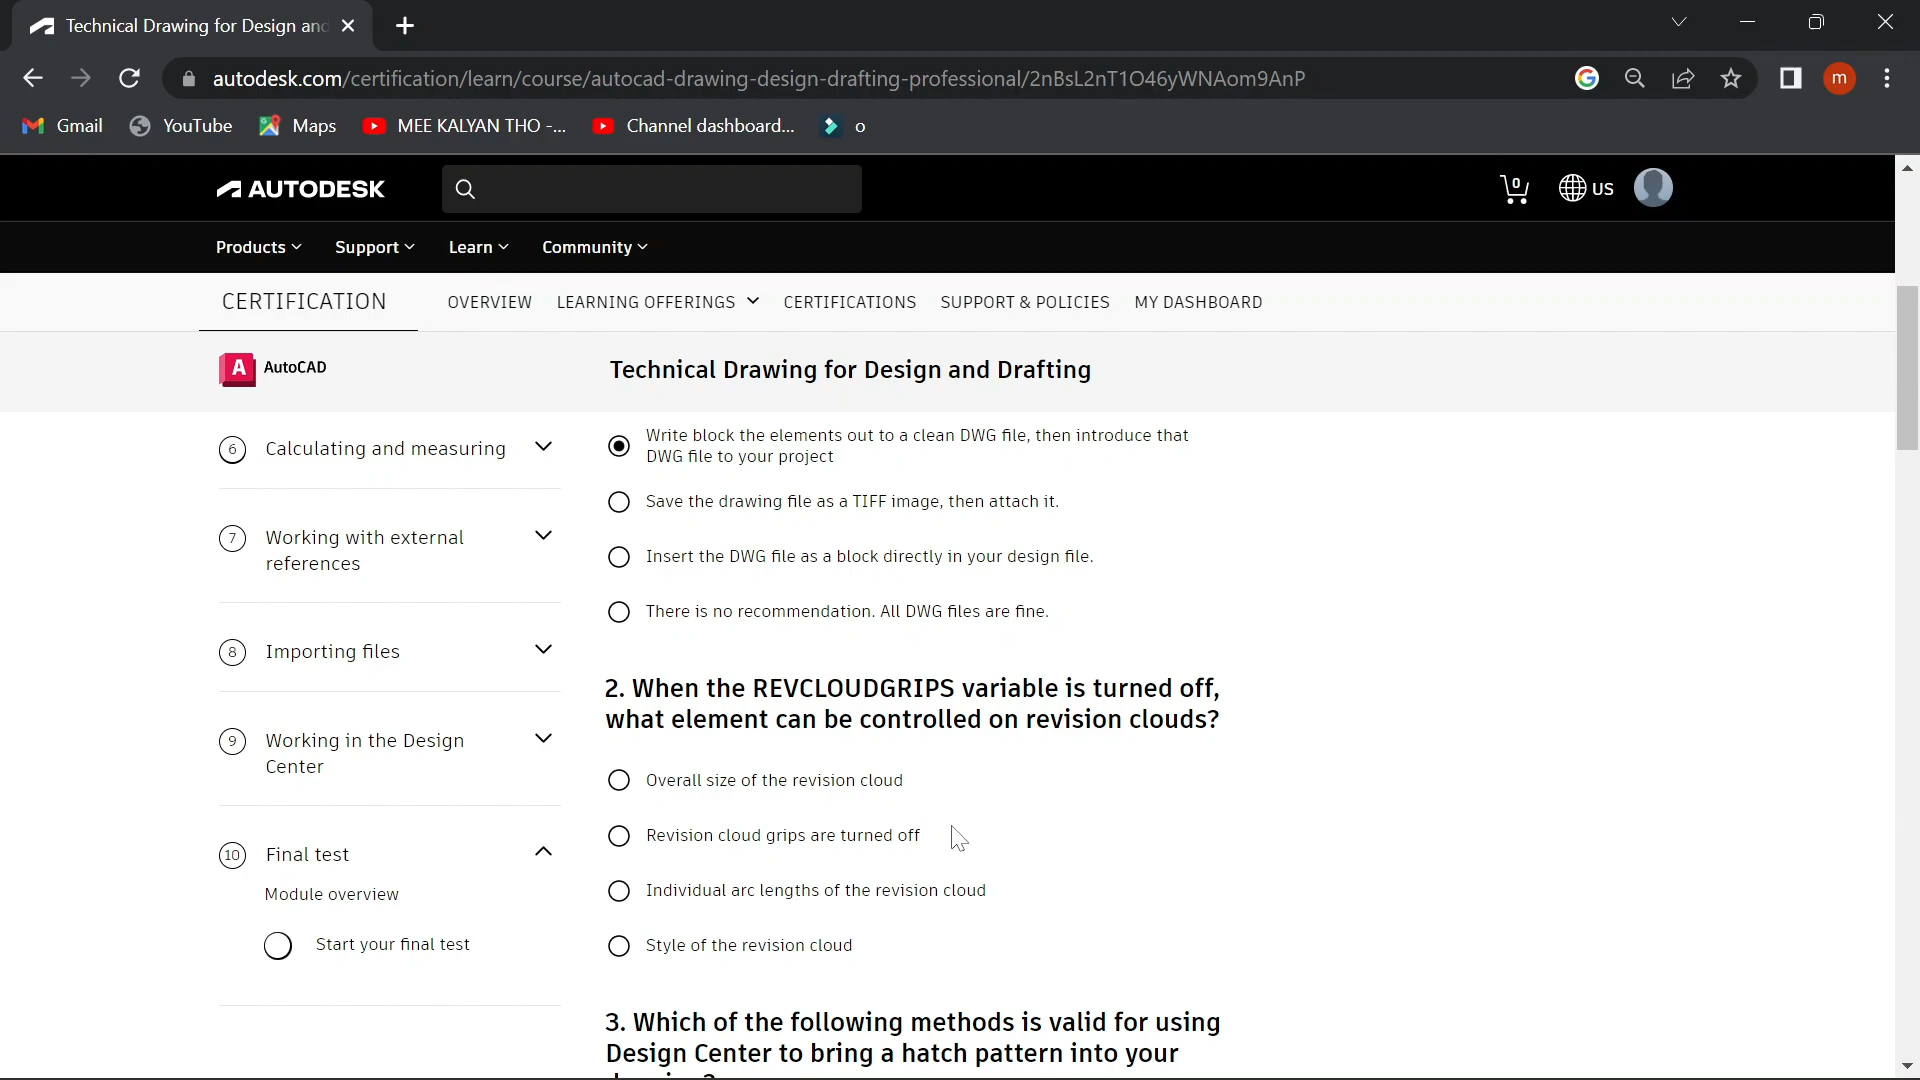 Technical Drawing for Design and
autodesk.com/certification/learn/course/autocad-drawing-design-drafting-professional/2nBsL2nT1O46yWNAom9AnP
m
Gmail
YouTube
Maps
MEE KALYAN THO -...
Channel dashboard...
o
AUTODESK
0
US
Products
Support
Learn
Community
CERTIFICATION
OVERVIEW
LEARNING OFFERINGS
CERTIFICATIONS
SUPPORT & POLICIES
MY DASHBOARD
A
AutoCAD
Technical Drawing for Design and Drafting
6
Calculating and measuring
7
Working with external
references
8
Importing files
9
Working in the Design
Center
10
Final test
Module overview
Start your final test
Write block the elements out to a clean DWG file, then introduce that
DWG file to your project
Save the drawing file as a TIFF image, then attach it.
Insert the DWG file as a block directly in your design file.
There is no recommendation. All DWG files are fine.
2. When the REVCLOUDGRIPS variable is turned off,
what element can be controlled on revision clouds?
Overall size of the revision cloud
Revision cloud grips are turned off
Individual arc lengths of the revision cloud
Style of the revision cloud
3. Which of the following methods is valid for using
Design Center to bring a hatch pattern into your